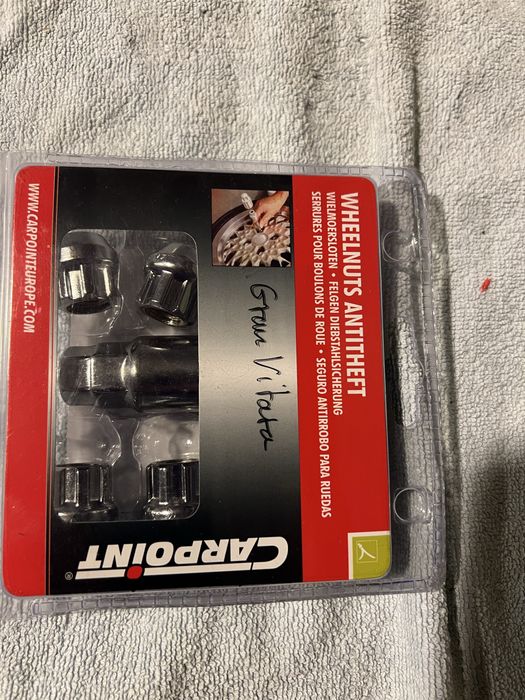 WHEELNUTS ANTITHEFT
WIELMOERSLOTEN • FELGEN DIEBSTAHLSICHERUNG
SERRURES POUR BOULONS DE ROUE • SEGURO ANTIRROBO PARA RUEDAS
Gran Vitara
CARPOINT®
WWW.CARPOINTEUROPE.COM